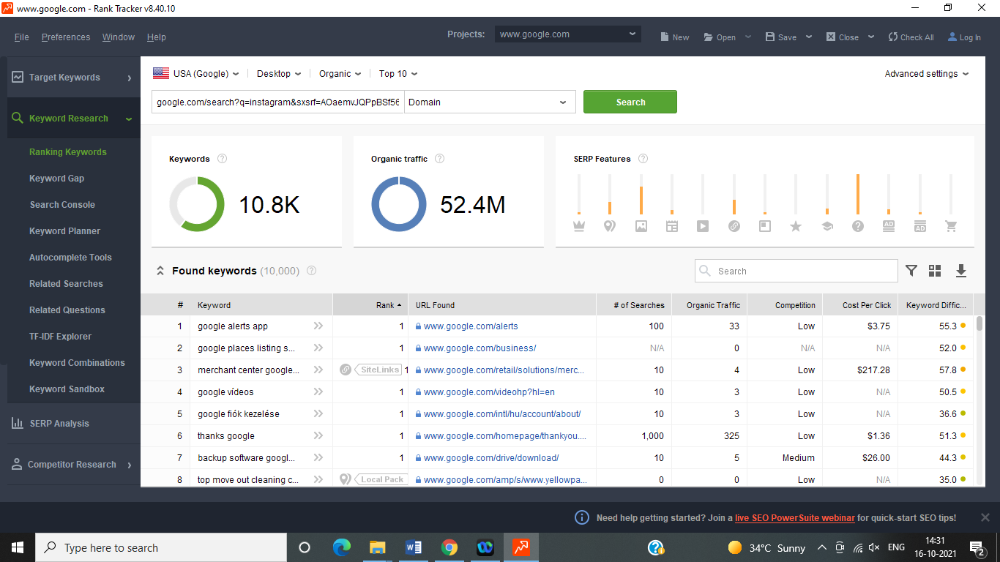 www.google.com - Rank Tracker v8.40.10
File Preferences Window Help
Projects: www.google.com New Open Save Close Check All Log In
Target Keywords
Keyword Research
Ranking Keywords
Keyword Gap
Search Console
Keyword Planner
Autocomplete Tools
Related Searches
Related Questions
TF-IDF Explorer
Keyword Combinations
Keyword Sandbox
SERP Analysis
Competitor Research
USA (Google) Desktop Organic Top 10 Advanced settings
google.com/search?q=instagram&sxsrf=AOaemvJQPpBSf56 Domain Search
Keywords ?
10.8K
Organic traffic ?
52.4M
SERP Features ?
AD AD
Found keywords (10,000) ? Search
# Keyword Rank URL Found # of Searches Organic Traffic Competition Cost Per Click Keyword Diffic...
1 google alerts app 1 www.google.com/alerts 100 33 Low $3.75 55.3
2 google places listing s... 1 www.google.com/business/ N/A 0 N/A N/A 52.0
3 merchant center google... SiteLinks 1 www.google.com/retail/solutions/merc... 10 4 Low $217.28 57.8
4 google vídeos 1 www.google.com/videohp?hl=en 10 3 Low N/A 50.5
5 google fiók kezelése 1 www.google.com/intl/hu/account/about/ 10 3 Low N/A 36.6
6 thanks google 1 www.google.com/homepage/thankyou.... 1,000 325 Low $1.36 51.3
7 backup software googl... 1 www.google.com/drive/download/ 10 5 Medium $26.00 44.3
8 top move out cleaning c... Local Pack www.google.com/amp/s/www.yellowpa... 0 0 Low N/A 35.0
Need help getting started? Join a live SEO PowerSuite webinar for quick-start SEO tips!
Type here to search
34°C Sunny ENG
14:31
16-10-2021
2